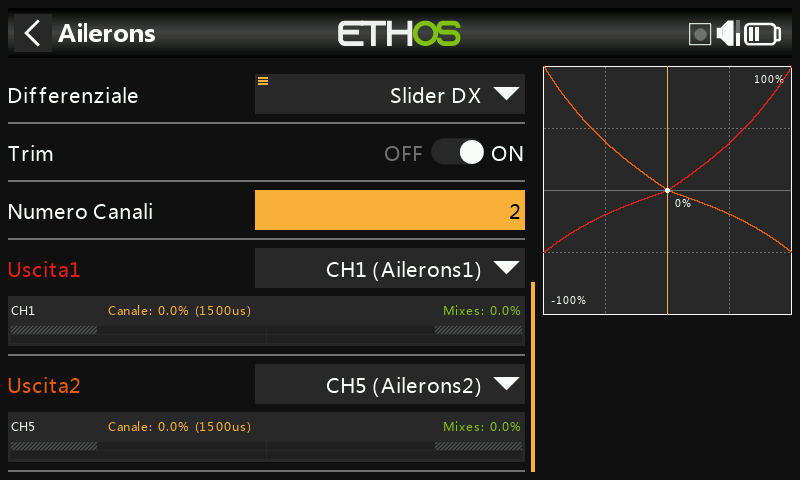 Ailerons
ETHOS
Differenziale
Slider DX
100%
Trim
OFF
ON
Numero Canali
2
0%
Uscita1
CH1 (Ailerons1)
CH1 Canale: 0.0% (1500us) Mixes: 0.0%
-100%
Uscita2
CH5 (Ailerons2)
CH5 Canale: 0.0% (1500us) Mixes: 0.0%